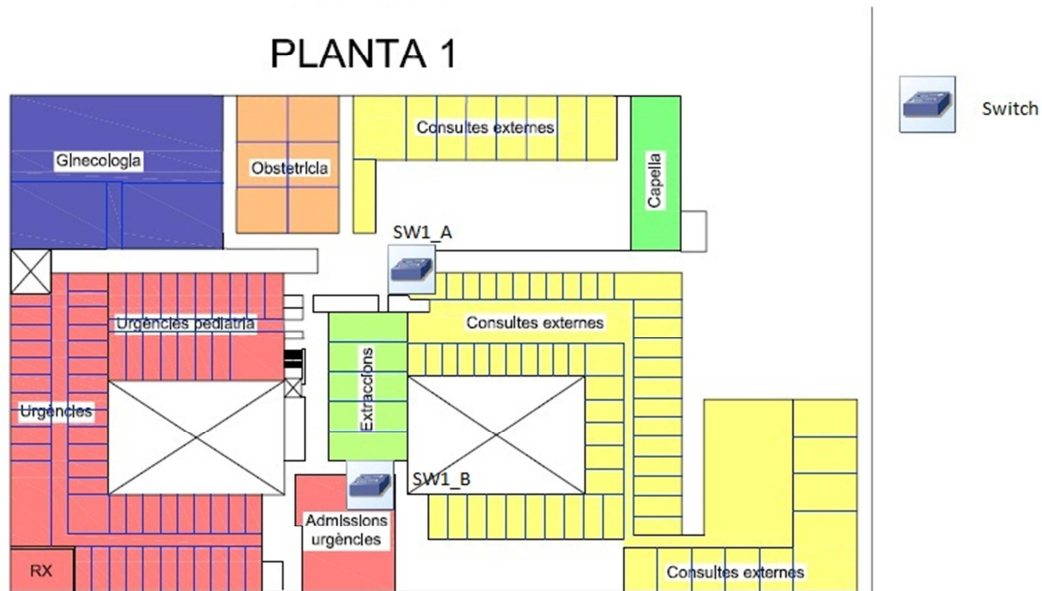 PLANTA 1
Switch
Consultes externes
Ginecologia
Obstetricia
Capella
SW1_A
Urgències pediatria
Consultes externes
Extraccions
Urgències
SW1_B
Admissions
urgències
RX
Consultes externes